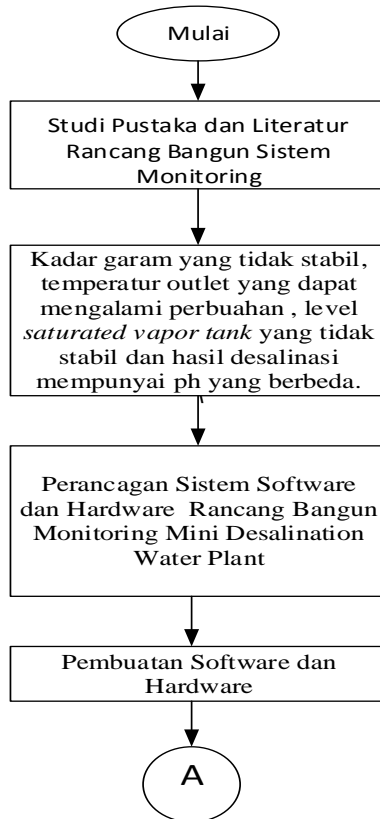 Mulai
Studi Pustaka dan Literatur
Rancang Bangun Sistem
Monitoring
Kadar garam yang tidak stabil,
temperatur outlet yang dapat
mengalami perbuahan , level
saturated vapor tank yang tidak
stabil dan hasil desalinasi
mempunyai ph yang berbeda.
Perancagan Sistem Software
dan Hardware Rancang Bangun
Monitoring Mini Desalination
Water Plant
Pembuatan Software dan
Hardware
A